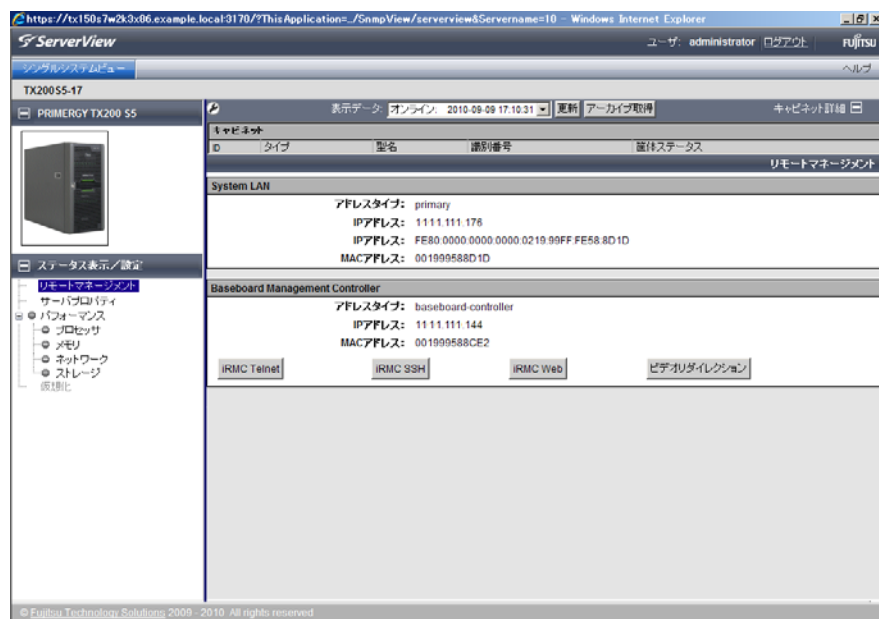 https://tx150s7w2k3x86.example.local:3170/?ThisApplication=../SnmpView/serverview&Servername=10 - Windows Internet Explorer
ServerView
ユーザ: administrator ログアウト FUJITSU
シングルシステムビュー ヘルプ
TX200S5-17
PRIMERGY TX200 S5
表示データ: オンライン: 2010-09-09 17:10:31 更新 アーカイブ取得 キャビネット詳細
キャビネット
ID タイプ 型名 識別番号 筐体ステータス
リモートマネージメント
System LAN
アドレスタイプ: primary
IPアドレス: 11.11.111.176
IPアドレス: FE80:0000:0000:0000:0219:99FF:FE58:8D1D
MACアドレス: 001999588D1D
Baseboard Management Controller
アドレスタイプ: baseboard-controller
IPアドレス: 11.11.111.144
MACアドレス: 001999588CE2
iRMC Telnet iRMC SSH iRMC Web ビデオリダイレクション
ステータス表示／設定
リモートマネージメント
サーバプロパティ
パフォーマンス
プロセッサ
メモリ
ネットワーク
ストレージ
仮想化
© Fujitsu Technology Solutions 2009 - 2010 All rights reserved